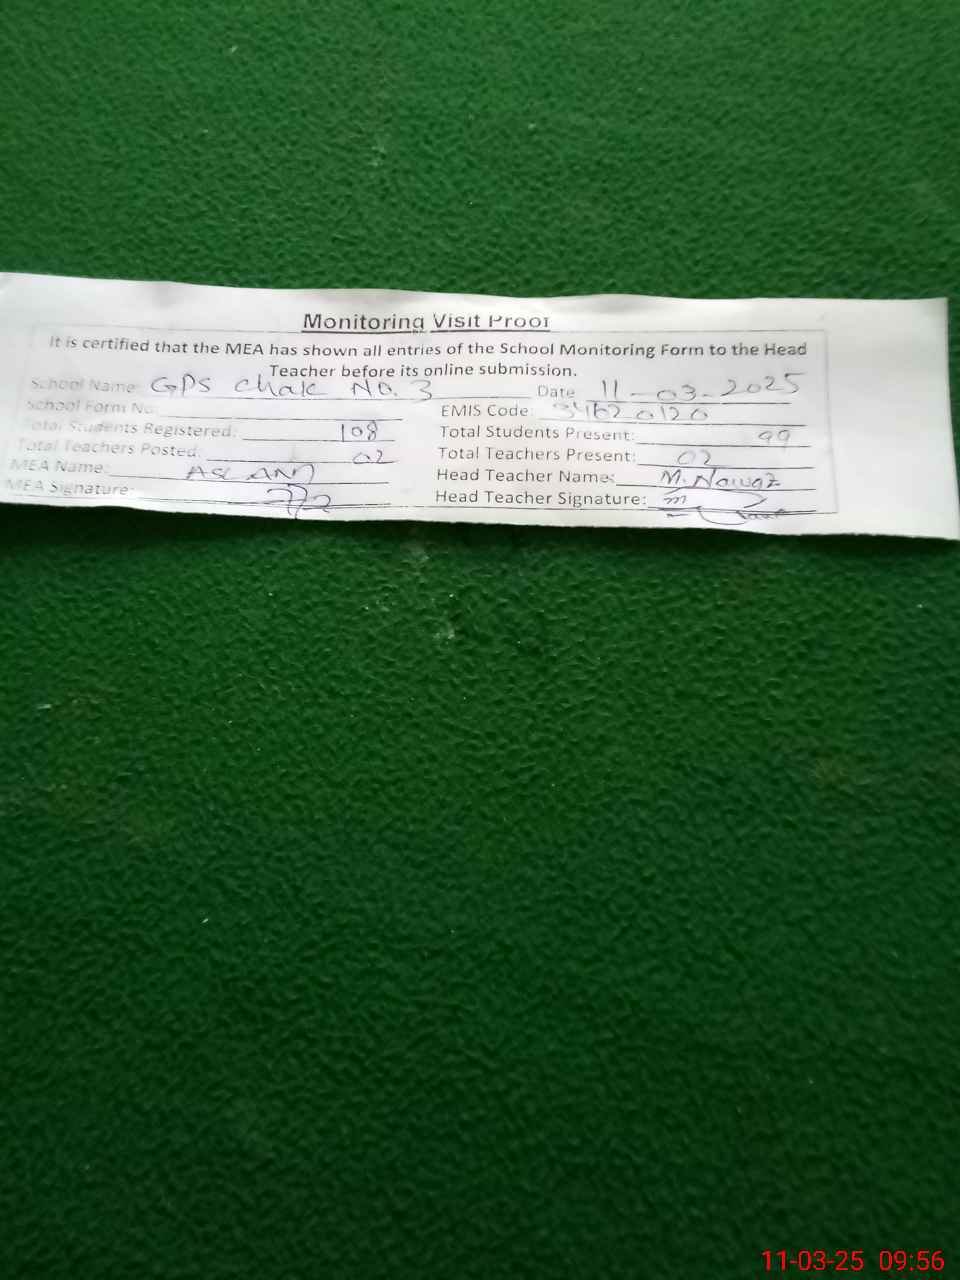 Monitoring Visit Proof
It is certified that the MEA has shown all entries of the School Monitoring Form to the Head
Teacher before its online submission.
School Name: GPS Chak No. 3 Date 11-03-2025
School Form No: EMIS Code: 34620120
Total Students Registered: 108 Total Students Present: 99
Total Teachers Posted: 02 Total Teachers Present: 02
MEA Name: ASLAM Head Teacher Name: M. Nawaz
MEA Signature: Head Teacher Signature:
11-03-25 09:56